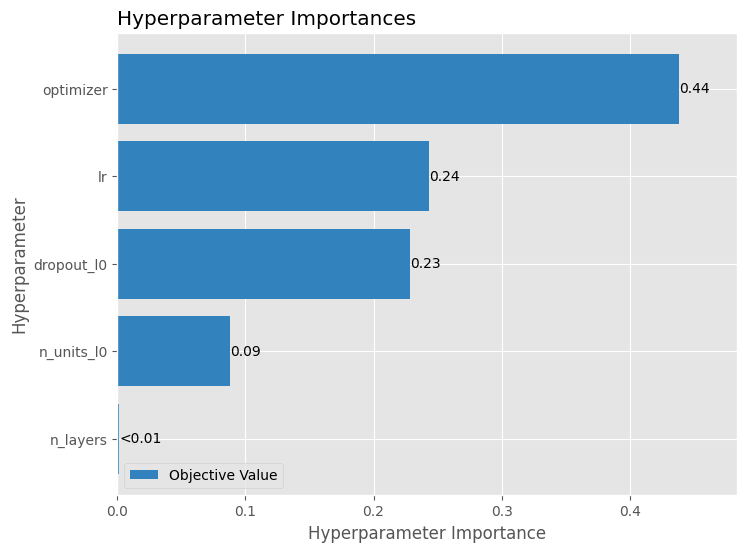 Hyperparameter Importances
Hyperparameter
optimizer
0.44
lr
0.24
dropout_l0
0.23
n_units_l0
0.09
n_layers
<0.01
Objective Value
0.0 0.1 0.2 0.3 0.4
Hyperparameter Importance